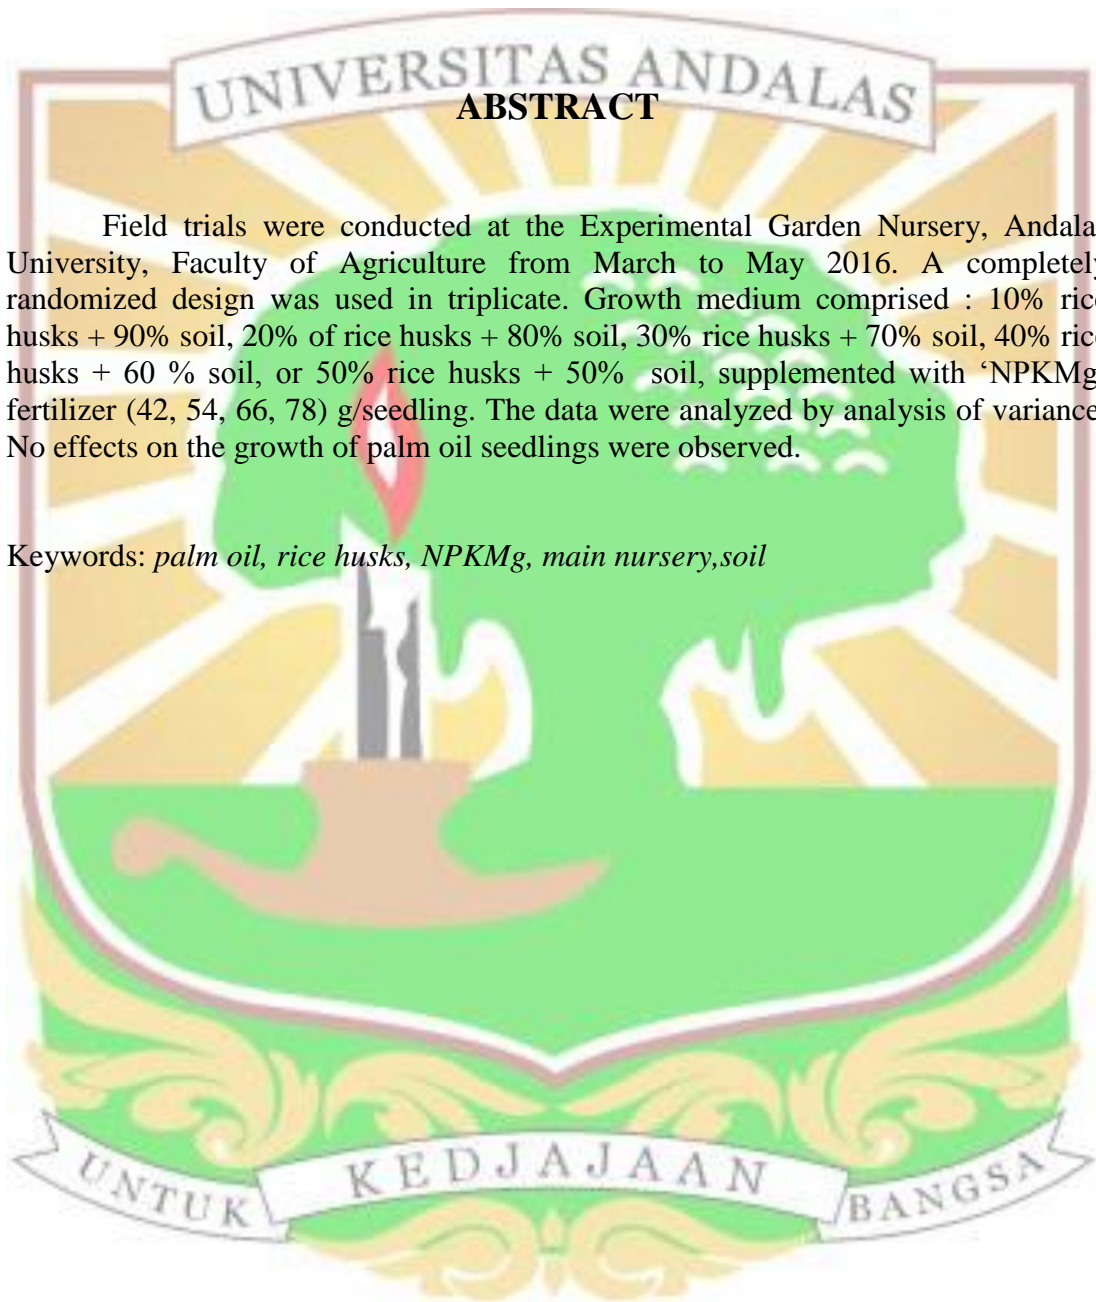 UNIVERSITAS ANDALAS
ABSTRACT
Field trials were conducted at the Experimental Garden Nursery, Andala
University, Faculty of Agriculture from March to May 2016. A completely
randomized design was used in triplicate. Growth medium comprised : 10% rice
husks + 90% soil, 20% of rice husks + 80% soil, 30% rice husks + 70% soil, 40% rice
husks + 60 % soil, or 50% rice husks + 50% soil, supplemented with ‘NPKMg
fertilizer (42, 54, 66, 78) g/seedling. The data were analyzed by analysis of variance
No effects on the growth of palm oil seedlings were observed.
Keywords: palm oil, rice husks, NPKMg, main nursery,soil
UNTUK KEDJAJAAN BANGSA